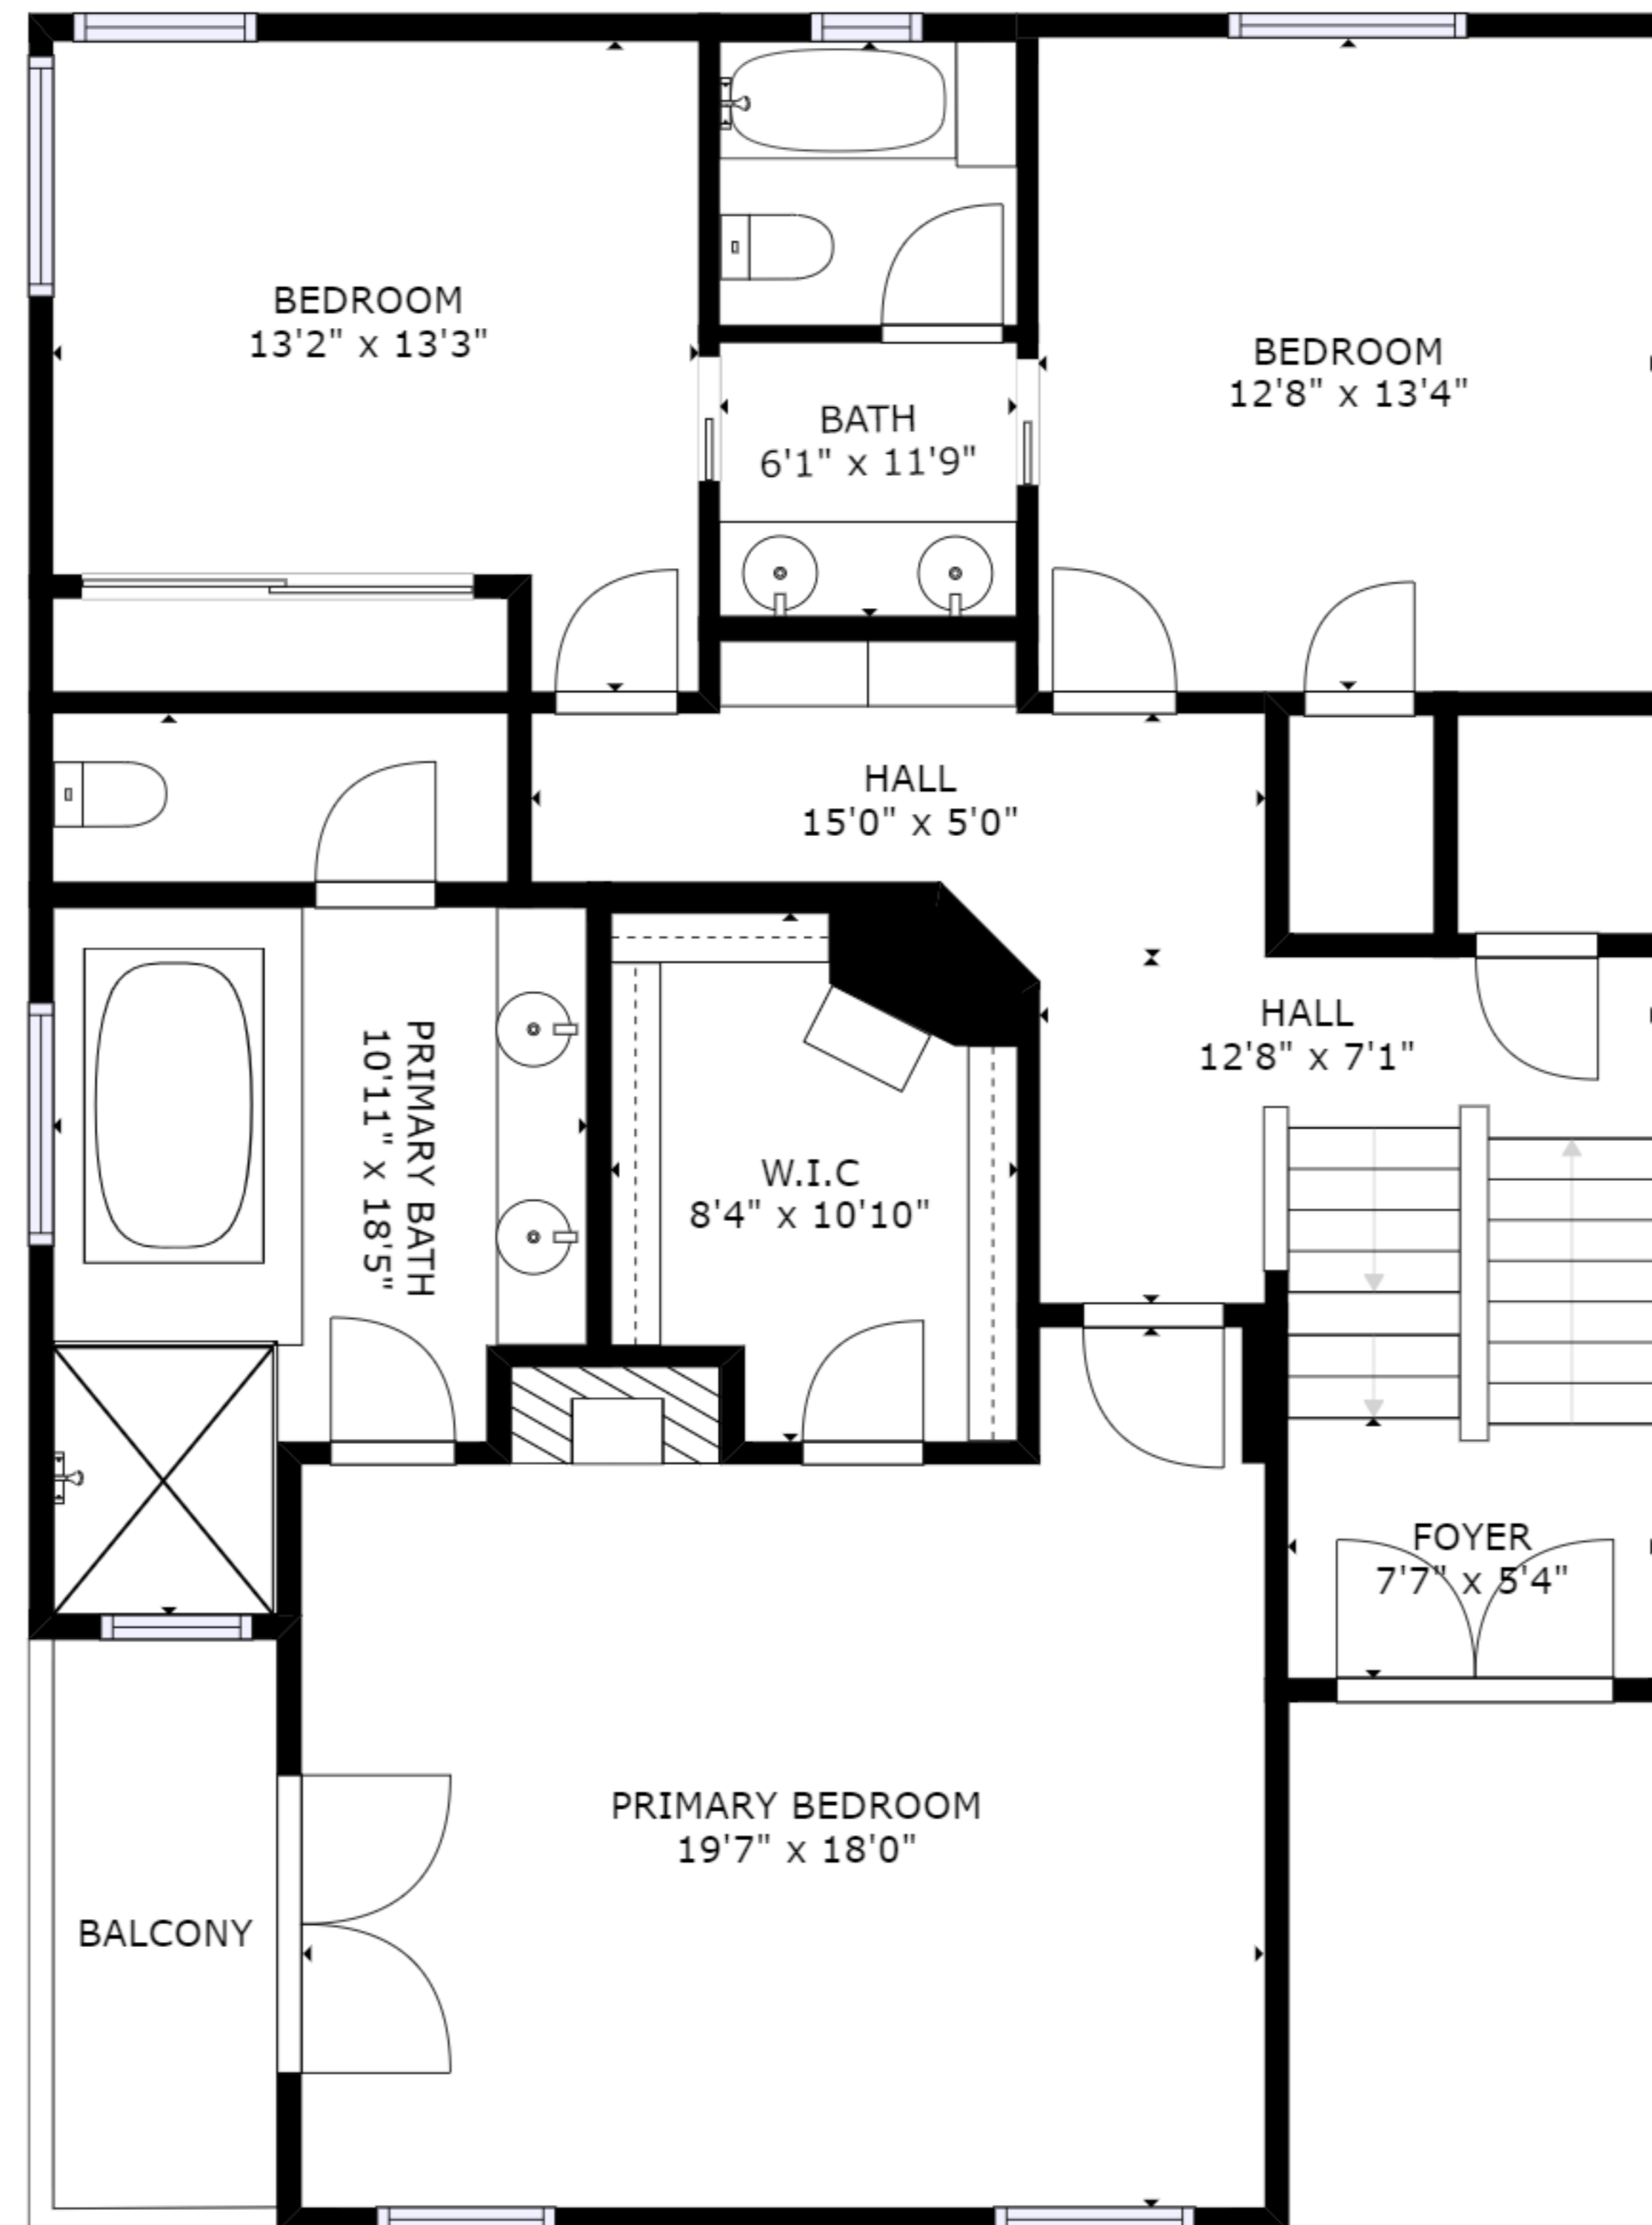 BEDROOM
13'2" x 13'3"
BEDROOM
12'8" x 13'4"
BATH
6'1" x 11'9"
HALL
15'0" x 5'0"
HALL
12'8" x 7'1"
PRIMARY BATH
10'11" x 18'5"
W.I.C
8'4" x 10'10"
FOYER
7'7" x 5'4"
PRIMARY BEDROOM
19'7" x 18'0"
BALCONY